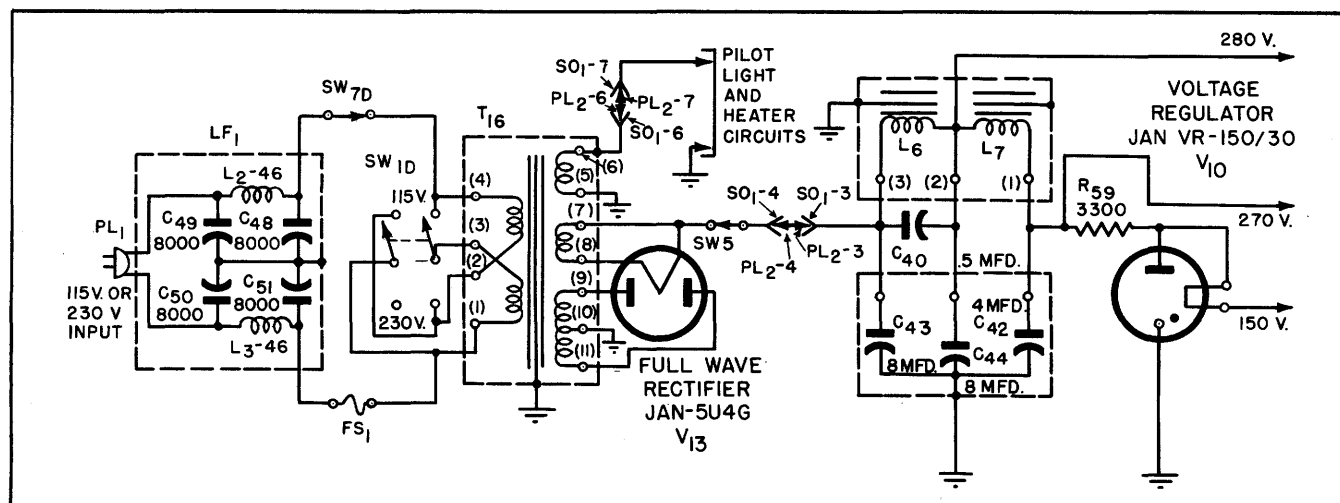 PL1
115 V. OR
230 V
INPUT
LF1
L2-46
C49
8000
C48
8000
C50
8000
C51
8000
L3-46
SW7D
FS1
SW1D
115 V.
230 V.
T16
(4)
(3)
(2)
(1)
(5)
(6)
(7)
(8)
(9)
(10)
(11)
SO1-7
PL2-6
PL2-7
SO1-6
PILOT
LIGHT
AND
HEATER
CIRCUITS
FULL WAVE
RECTIFIER
JAN-5U4G
V13
SW5
SO1-4
SO1-3
PL2-4
PL2-3
L6
L7
(3)
(2)
(1)
C40
.5 MFD.
C43
8 MFD.
C44
8 MFD.
4 MFD.
C42
280 V.
VOLTAGE
REGULATOR
JAN VR-150/30
V10
R59
3300
270 V.
150 V.